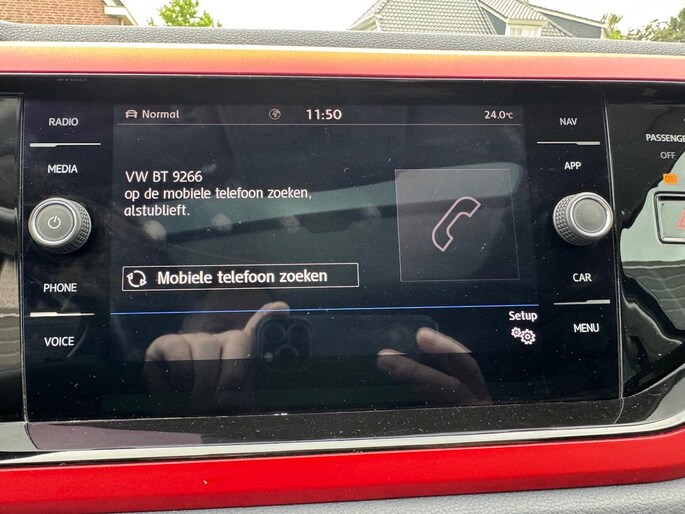 RADIO
MEDIA
PHONE
VOICE
Normal
11:50
24.0°C
VW BT 9266
op de mobiele telefoon zoeken,
alstublieft.
Mobiele telefoon zoeken
Setup
NAV
APP
CAR
MENU
PASSENGE
OFF
ON